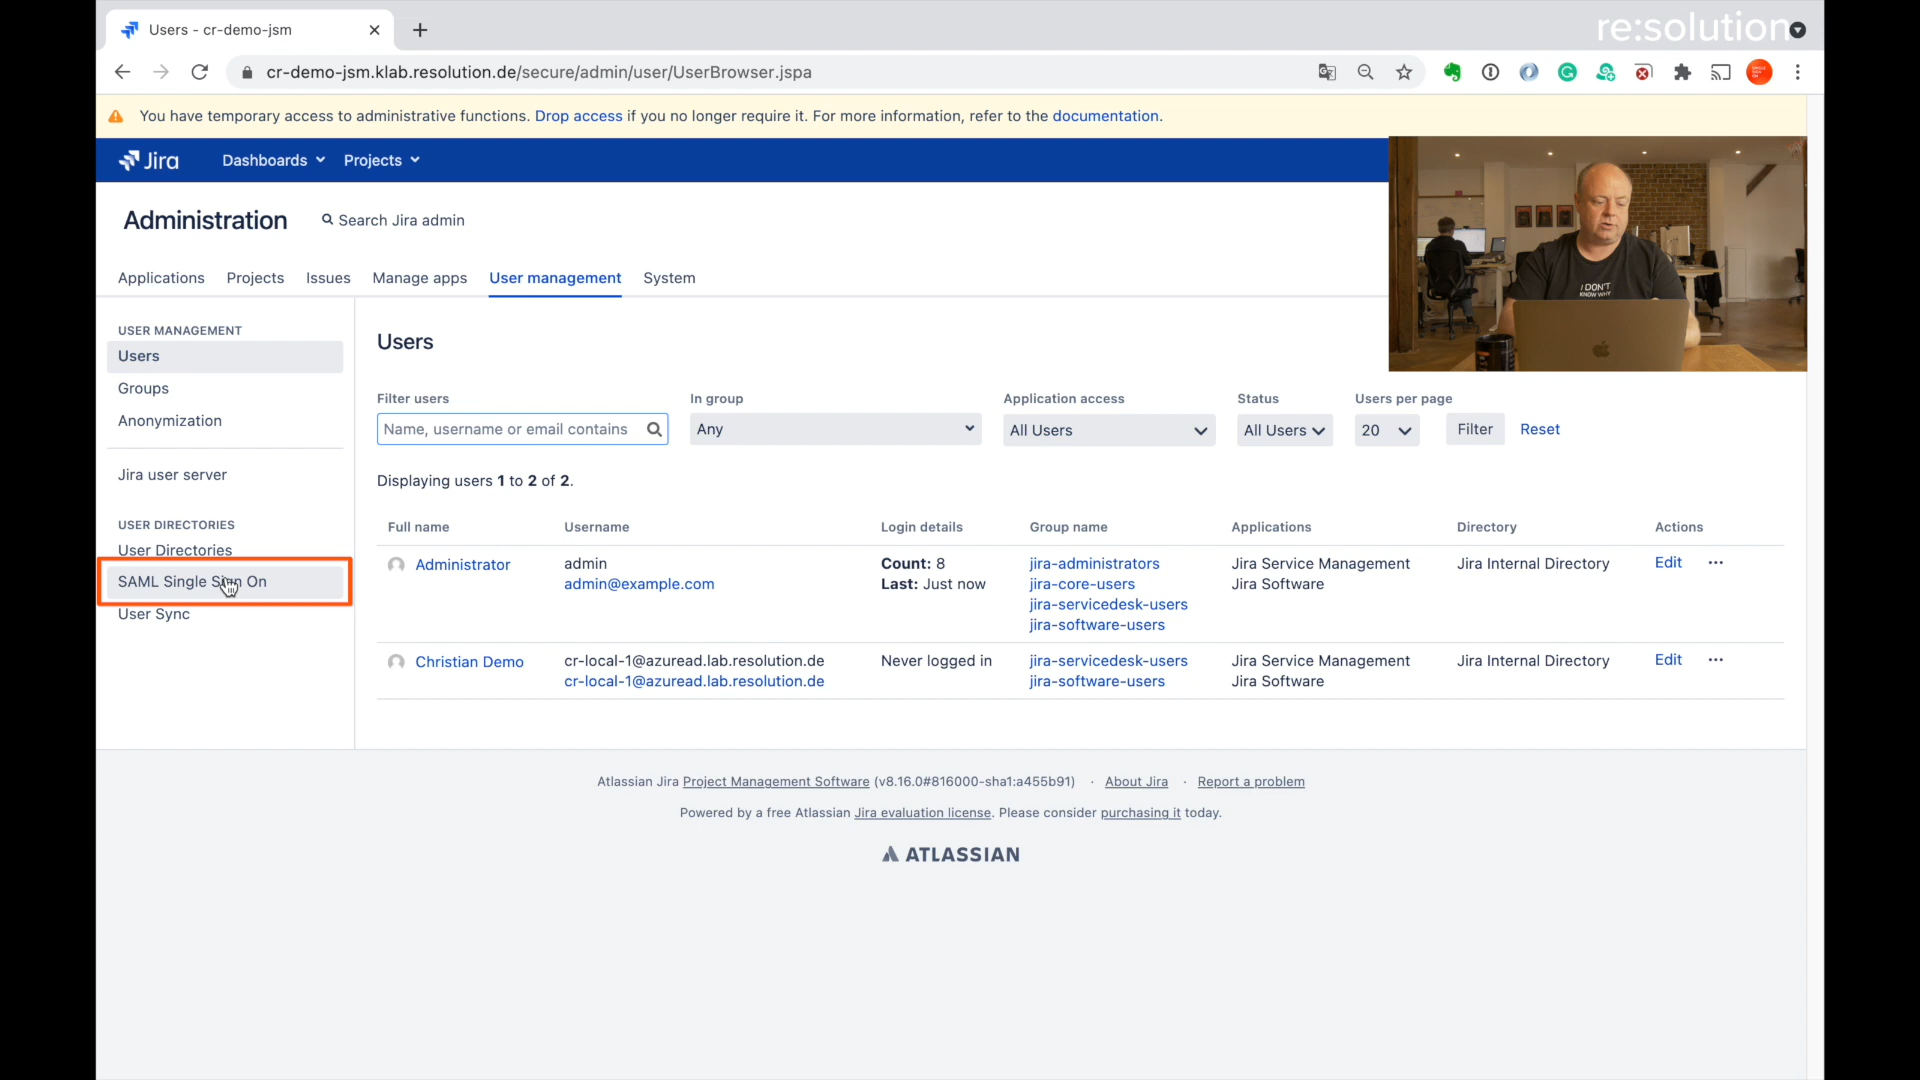 Users - cr-demo-jsm
re:solution
cr-demo-jsm.klab.resolution.de/secure/admin/user/UserBrowser.jspa
You have temporary access to administrative functions. Drop access if you no longer require it. For more information, refer to the documentation.
Jira Dashboards Projects
Administration Search Jira admin
Applications Projects Issues Manage apps User management System
I DON'T
KNOW WHY
USER MANAGEMENT
Users
Groups
Anonymization
Jira user server
USER DIRECTORIES
User Directories
SAML Single Sign On
User Sync
Users
Filter users In group Application access Status Users per page
Name, username or email contains Any All Users All Users 20 Filter Reset
Displaying users 1 to 2 of 2.
Full name Username Login details Group name Applications Directory Actions
Administrator admin Count: 8 jira-administrators Jira Service Management Jira Internal Directory Edit
admin@example.com Last: Just now jira-core-users Jira Software
jira-servicedesk-users
jira-software-users
Christian Demo cr-local-1@azuread.lab.resolution.de Never logged in jira-servicedesk-users Jira Service Management Jira Internal Directory Edit
cr-local-1@azuread.lab.resolution.de jira-software-users Jira Software
Atlassian Jira Project Management Software (v8.16.0#816000-sha1:a455b91) · About Jira · Report a problem
Powered by a free Atlassian Jira evaluation license. Please consider purchasing it today.
ATLASSIAN